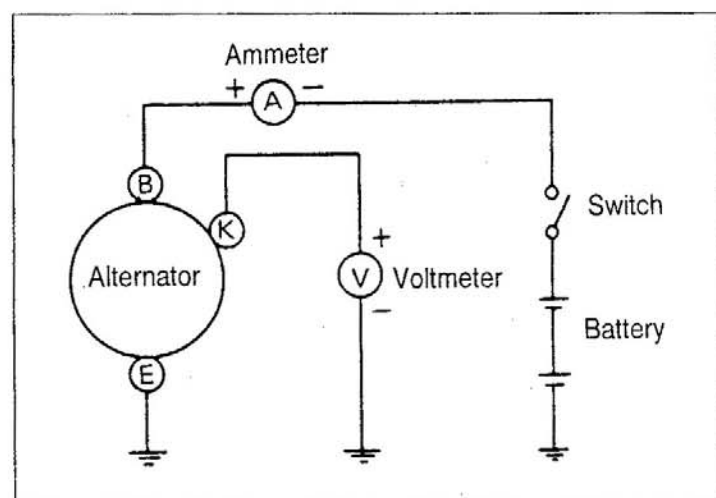 Ammeter
+ A −
B
K
Switch
+
Alternator
V Voltmeter
−
Battery
E